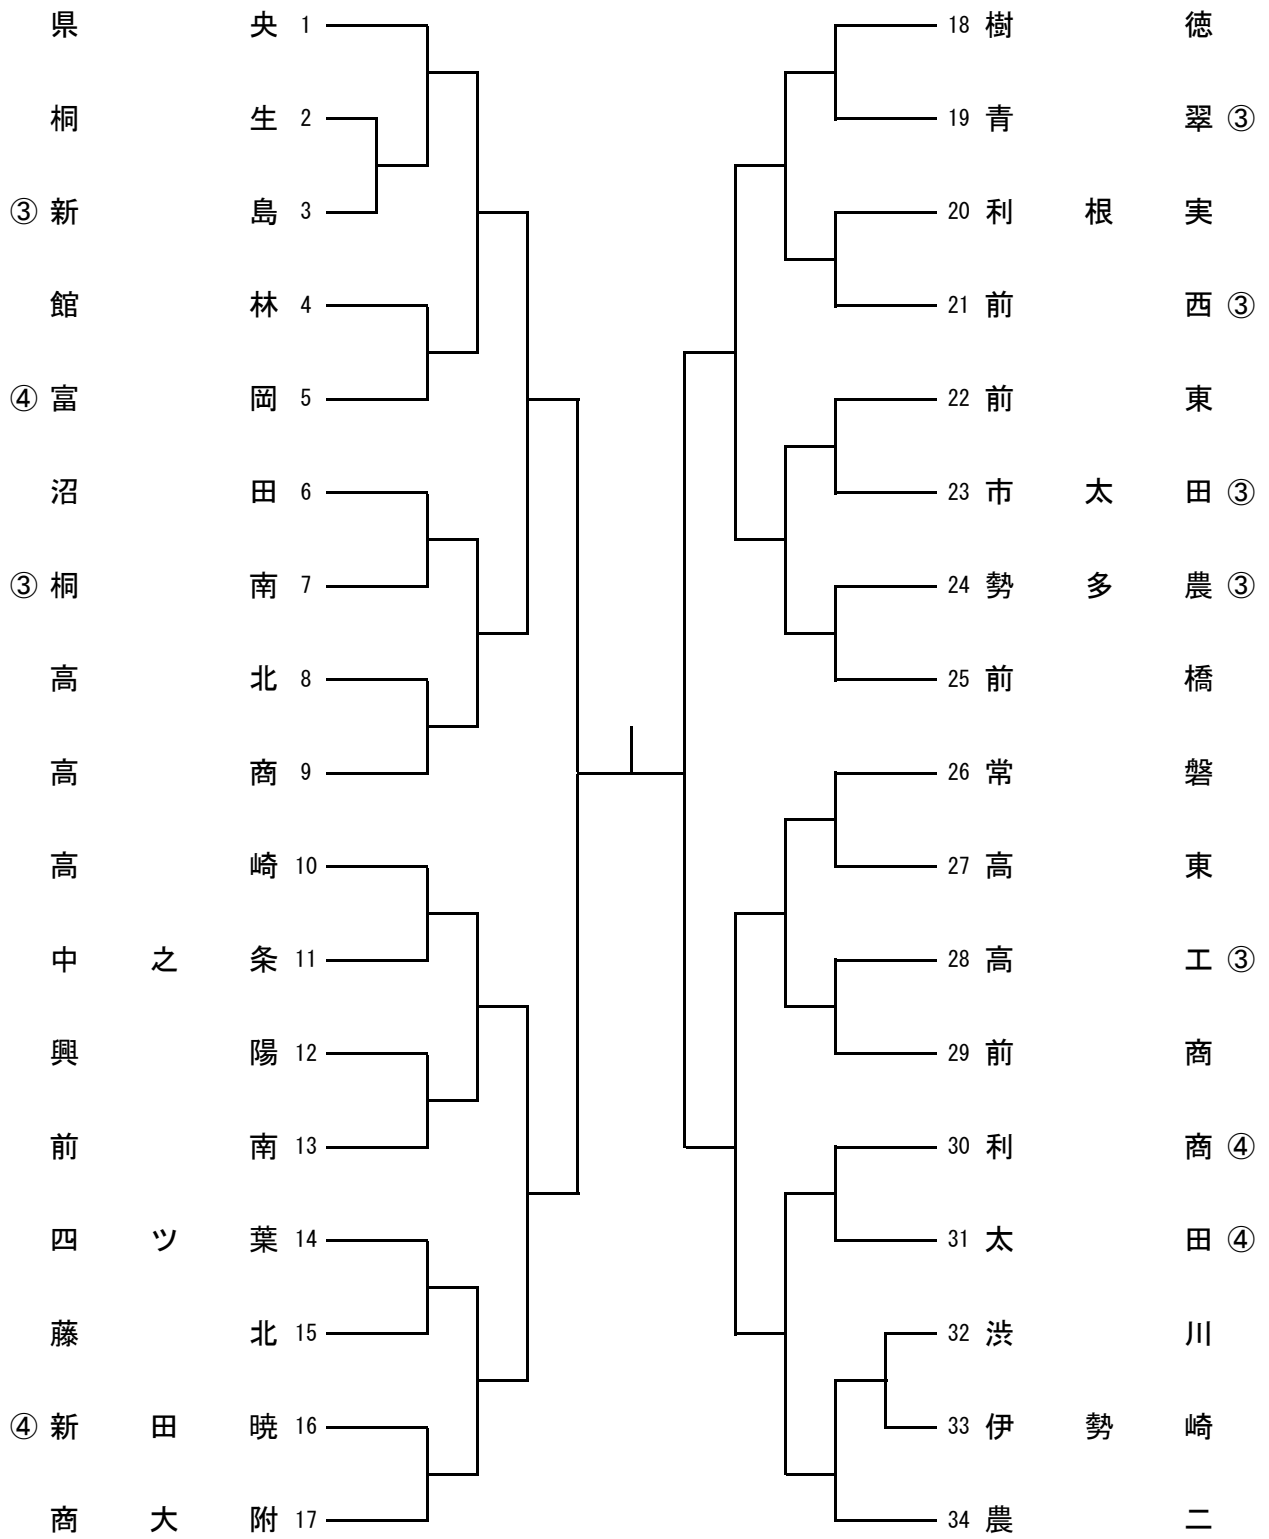 県央 1
桐生 2
③ 新島 3
館林 4
④ 富岡 5
沼田 6
③ 桐南 7
高北 8
高商 9
高崎 10
中之条 11
興陽 12
前南 13
四ツ葉 14
藤北 15
④ 新田暁 16
商大附 17
18 樹徳
19 青翠 ③
20 利根実
21 前西 ③
22 前東
23 市太田 ③
24 勢多農 ③
25 前橋
26 常磐
27 高東
28 高工 ③
29 前商
30 利商 ④
31 太田 ④
32 渋川
33 伊勢崎
34 農二